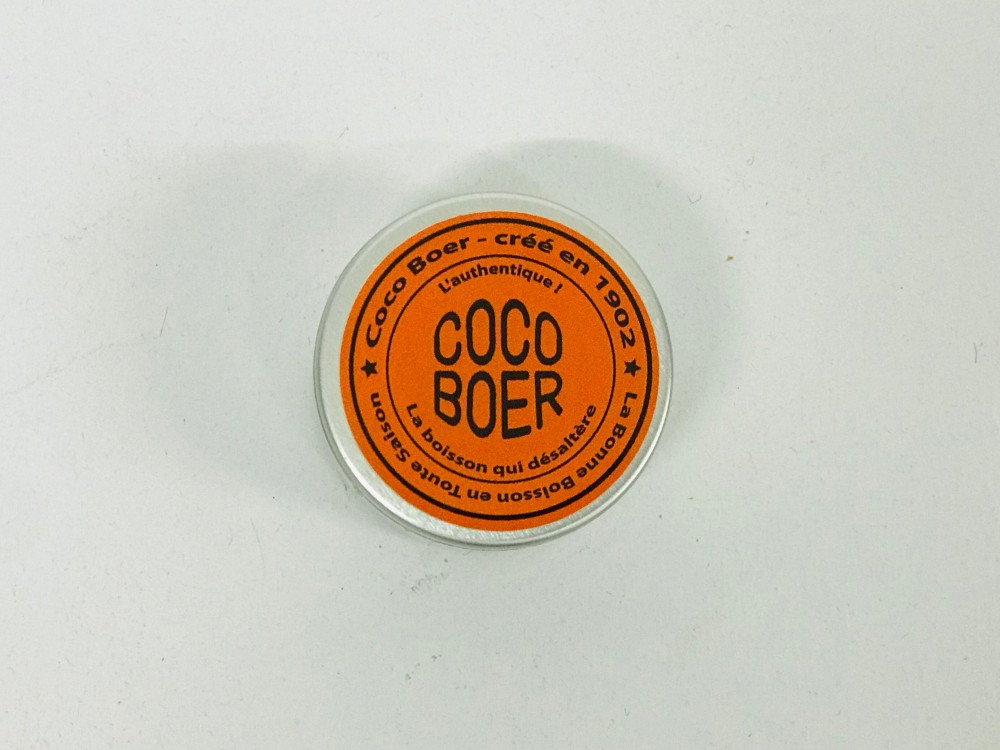 Coco Boer - créé en 1902
L'authentique !
COCO
BOER
La boisson qui désaltère
La Bonne Boisson en Toute Saison